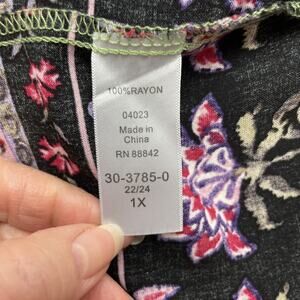 100%RAYON
04023
Made in
China
RN 88842
30-3785-0
22/24
1X